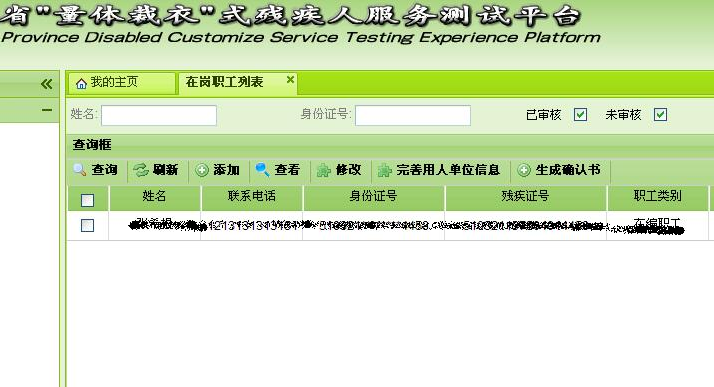 省"量体裁衣"式残疾人服务测试平台
Province Disabled Customize Service Testing Experience Platform
我的主页 在岗职工列表
姓名: 身份证号: 已审核 未审核
查询框
查询 刷新 添加 查看 修改 完善用人单位信息 生成确认书
姓名 联系电话 身份证号 残疾证号 职工类别
在编职工